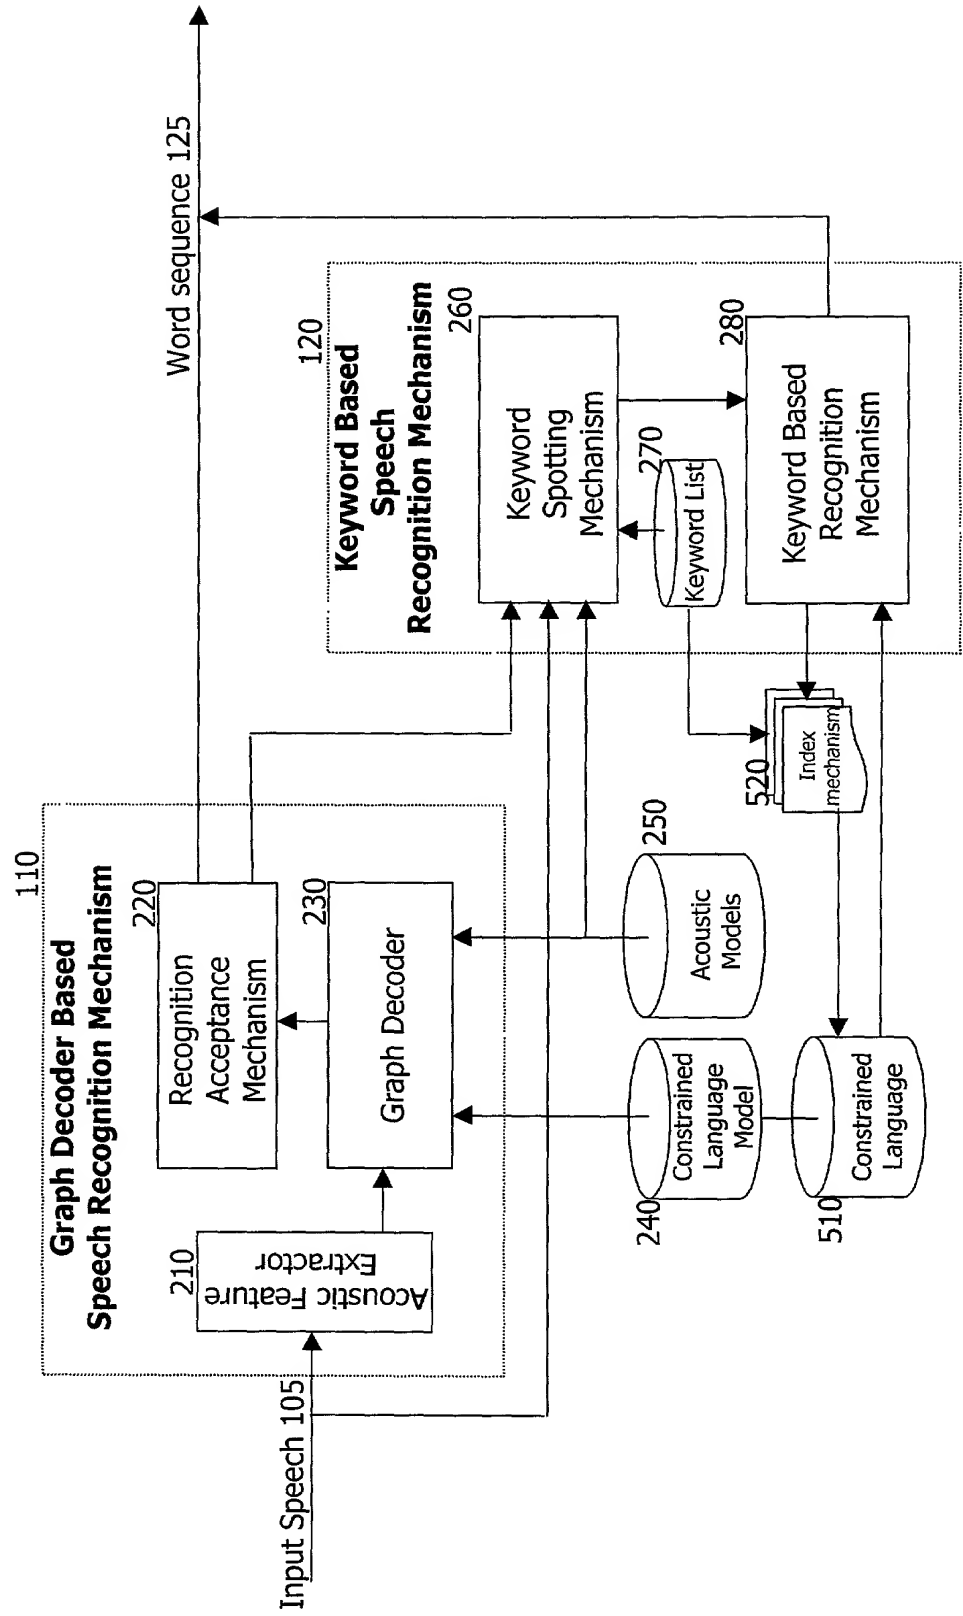 Graph Decoder Based
Speech Recognition Mechanism
110
Input Speech 105
210
Acoustic Feature
Extractor
220
Recognition
Acceptance
Mechanism
230
Graph Decoder
Word sequence 125
120
Keyword Based
Speech
Recognition Mechanism
260
Keyword
Spotting
Mechanism
270
Keyword List
280
Keyword Based
Recognition
Mechanism
240
Constrained
Language
Model
250
Acoustic
Models
510
Constrained
Language
520
Index
mechanism